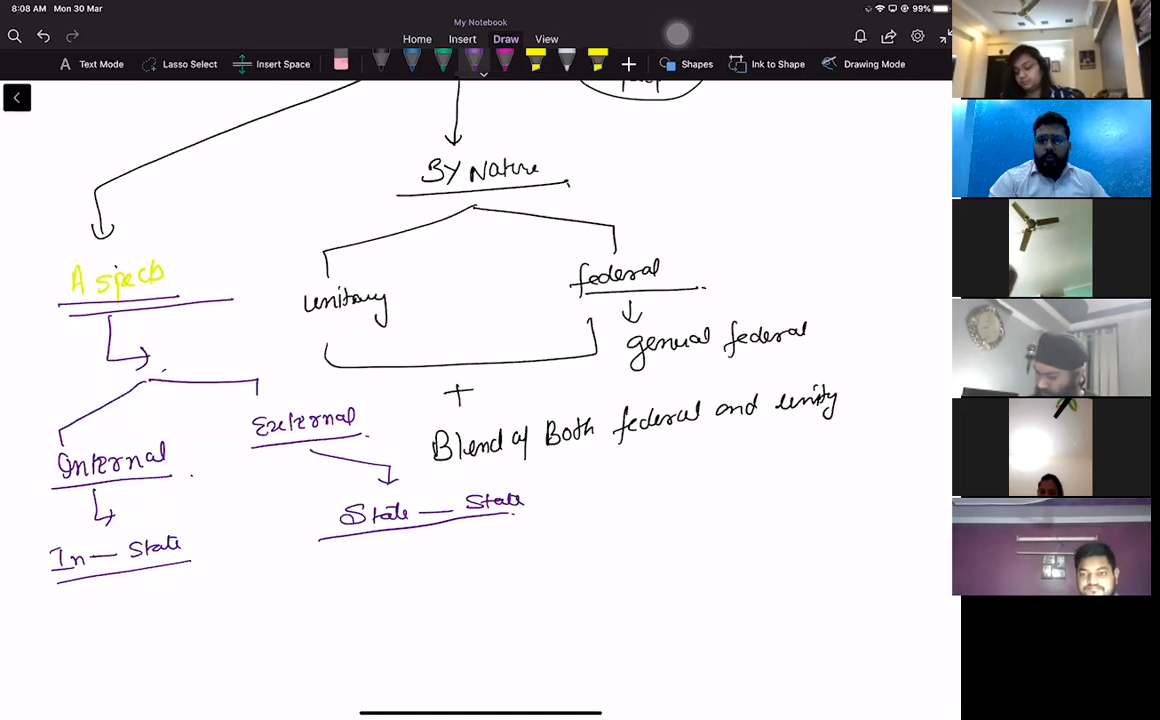 8:08 AM Mon 30 Mar
99%
My Notebook
Home Insert Draw View
Text Mode Lasso Select Insert Space Shapes Ink to Shape Drawing Mode
BY Nature
Aspects
unitary
federal
general federal
+
Blend of Both federal and unity
External
Internal
State — State
In — State